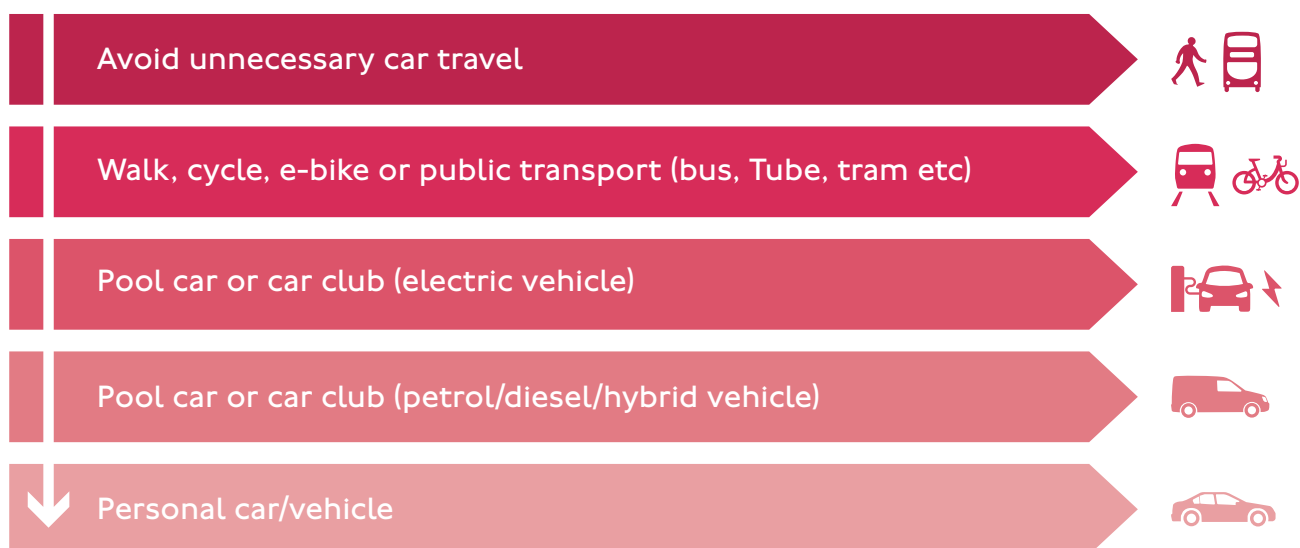 Avoid unnecessary car travel
Walk, cycle, e-bike or public transport (bus, Tube, tram etc)
Pool car or car club (electric vehicle)
Pool car or car club (petrol/diesel/hybrid vehicle)
Personal car/vehicle